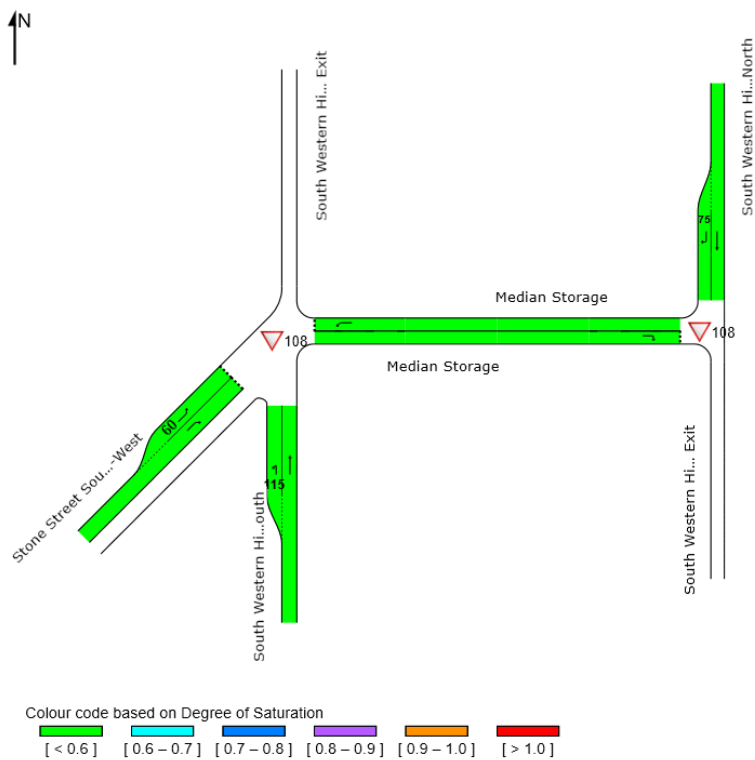 N
South Western Hi... Exit
South Western Hi...North
75
Median Storage
108
108
Median Storage
60
Stone Street Sou...-West
115
South Western Hi...outh
South Western Hi... Exit
Colour code based on Degree of Saturation
[ < 0.6 ] [ 0.6 – 0.7 ] [ 0.7 – 0.8 ] [ 0.8 – 0.9 ] [ 0.9 – 1.0 ] [ > 1.0 ]